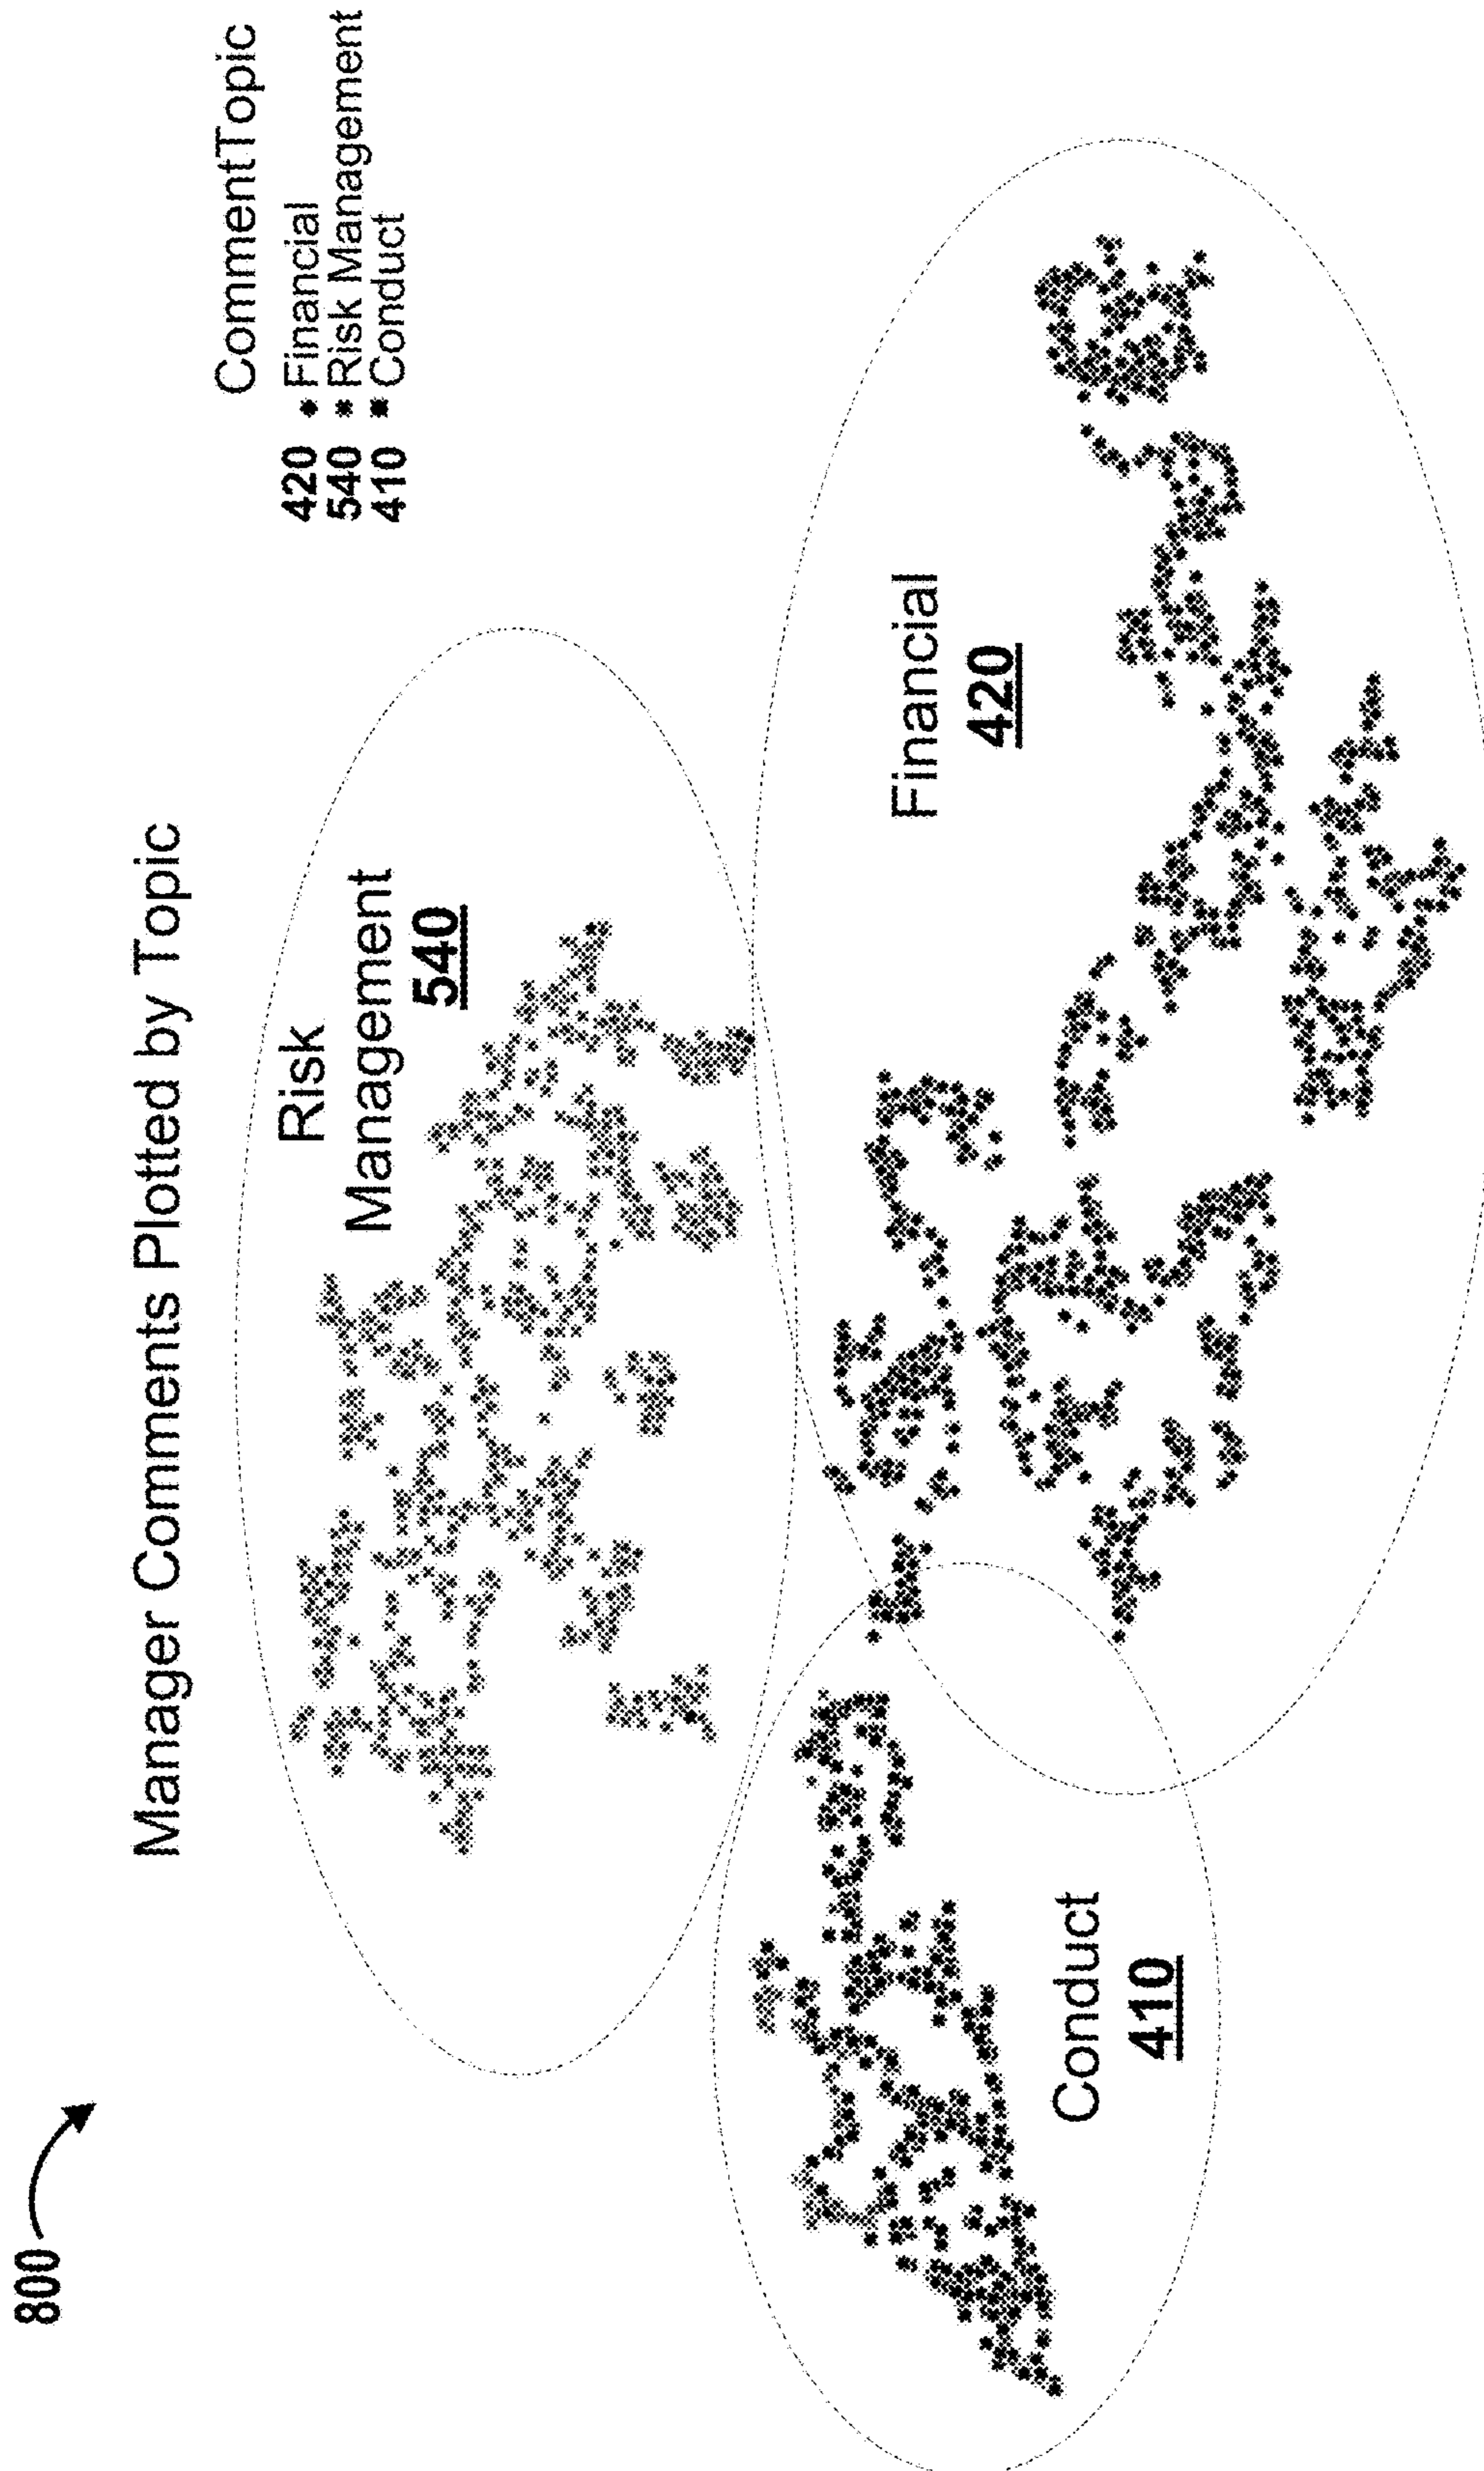 800
Manager Comments Plotted by Topic
CommentTopic
420 Financial
540 Risk Management
410 Conduct
Risk
Management
540
Financial
420
Conduct
410